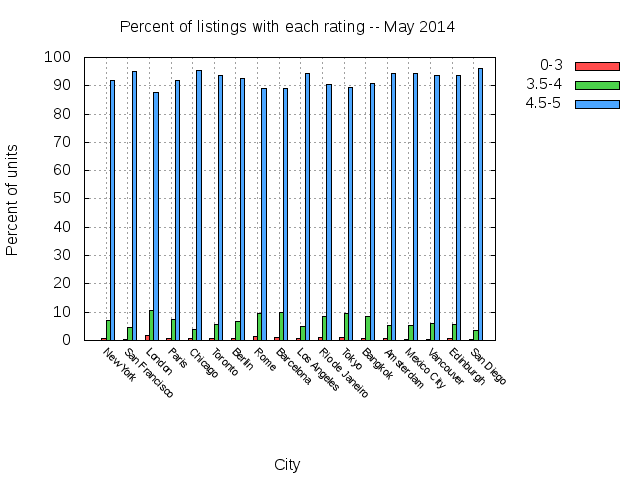 Percent of listings with each rating -- May 2014
0-3
3.5-4
4.5-5
Percent of units
100
90
80
70
60
50
40
30
20
10
0
New York
San Francisco
London
Paris
Chicago
Toronto
Berlin
Rome
Barcelona
Los Angeles
Rio de Janeiro
Tokyo
Bangkok
Amsterdam
Mexico City
Vancouver
Edinburgh
San Diego
City